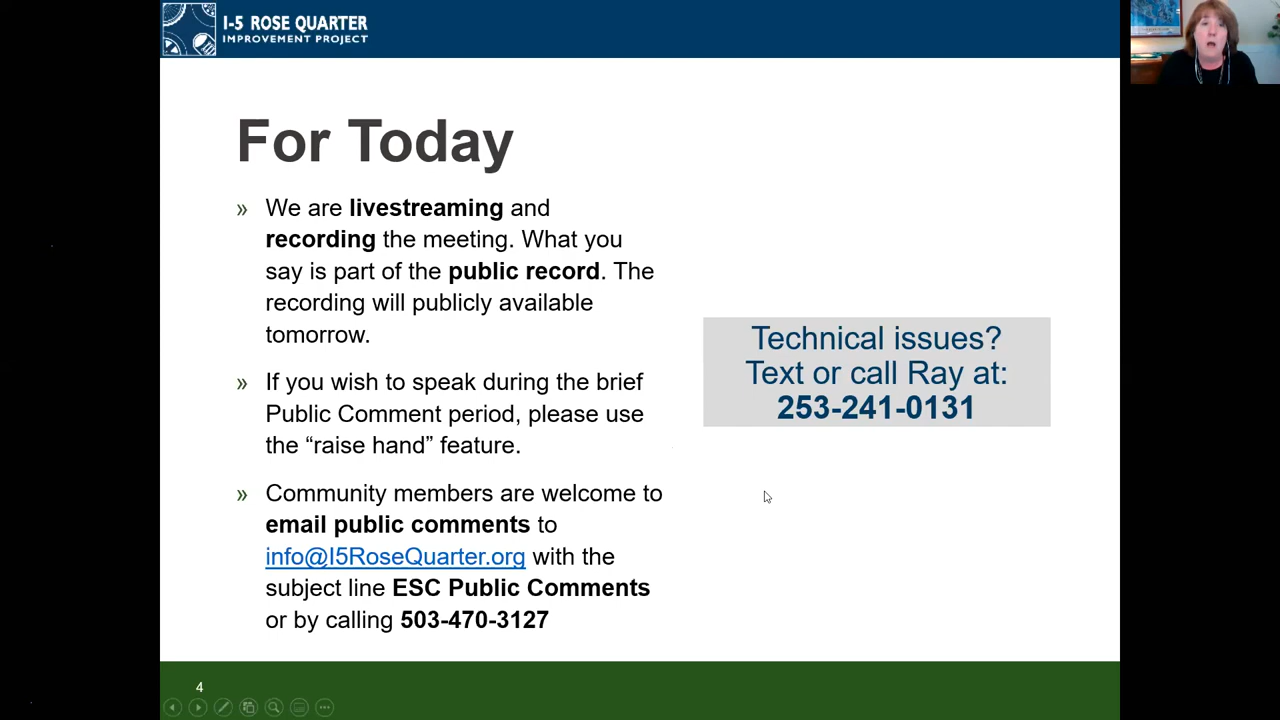 I-5 ROSE QUARTER
IMPROVEMENT PROJECT
For Today
» We are livestreaming and
recording the meeting. What you
say is part of the public record. The
recording will publicly available
tomorrow.
» If you wish to speak during the brief
Public Comment period, please use
the “raise hand” feature.
» Community members are welcome to
email public comments to
info@I5RoseQuarter.org with the
subject line ESC Public Comments
or by calling 503-470-3127
Technical issues?
Text or call Ray at:
253-241-0131
4